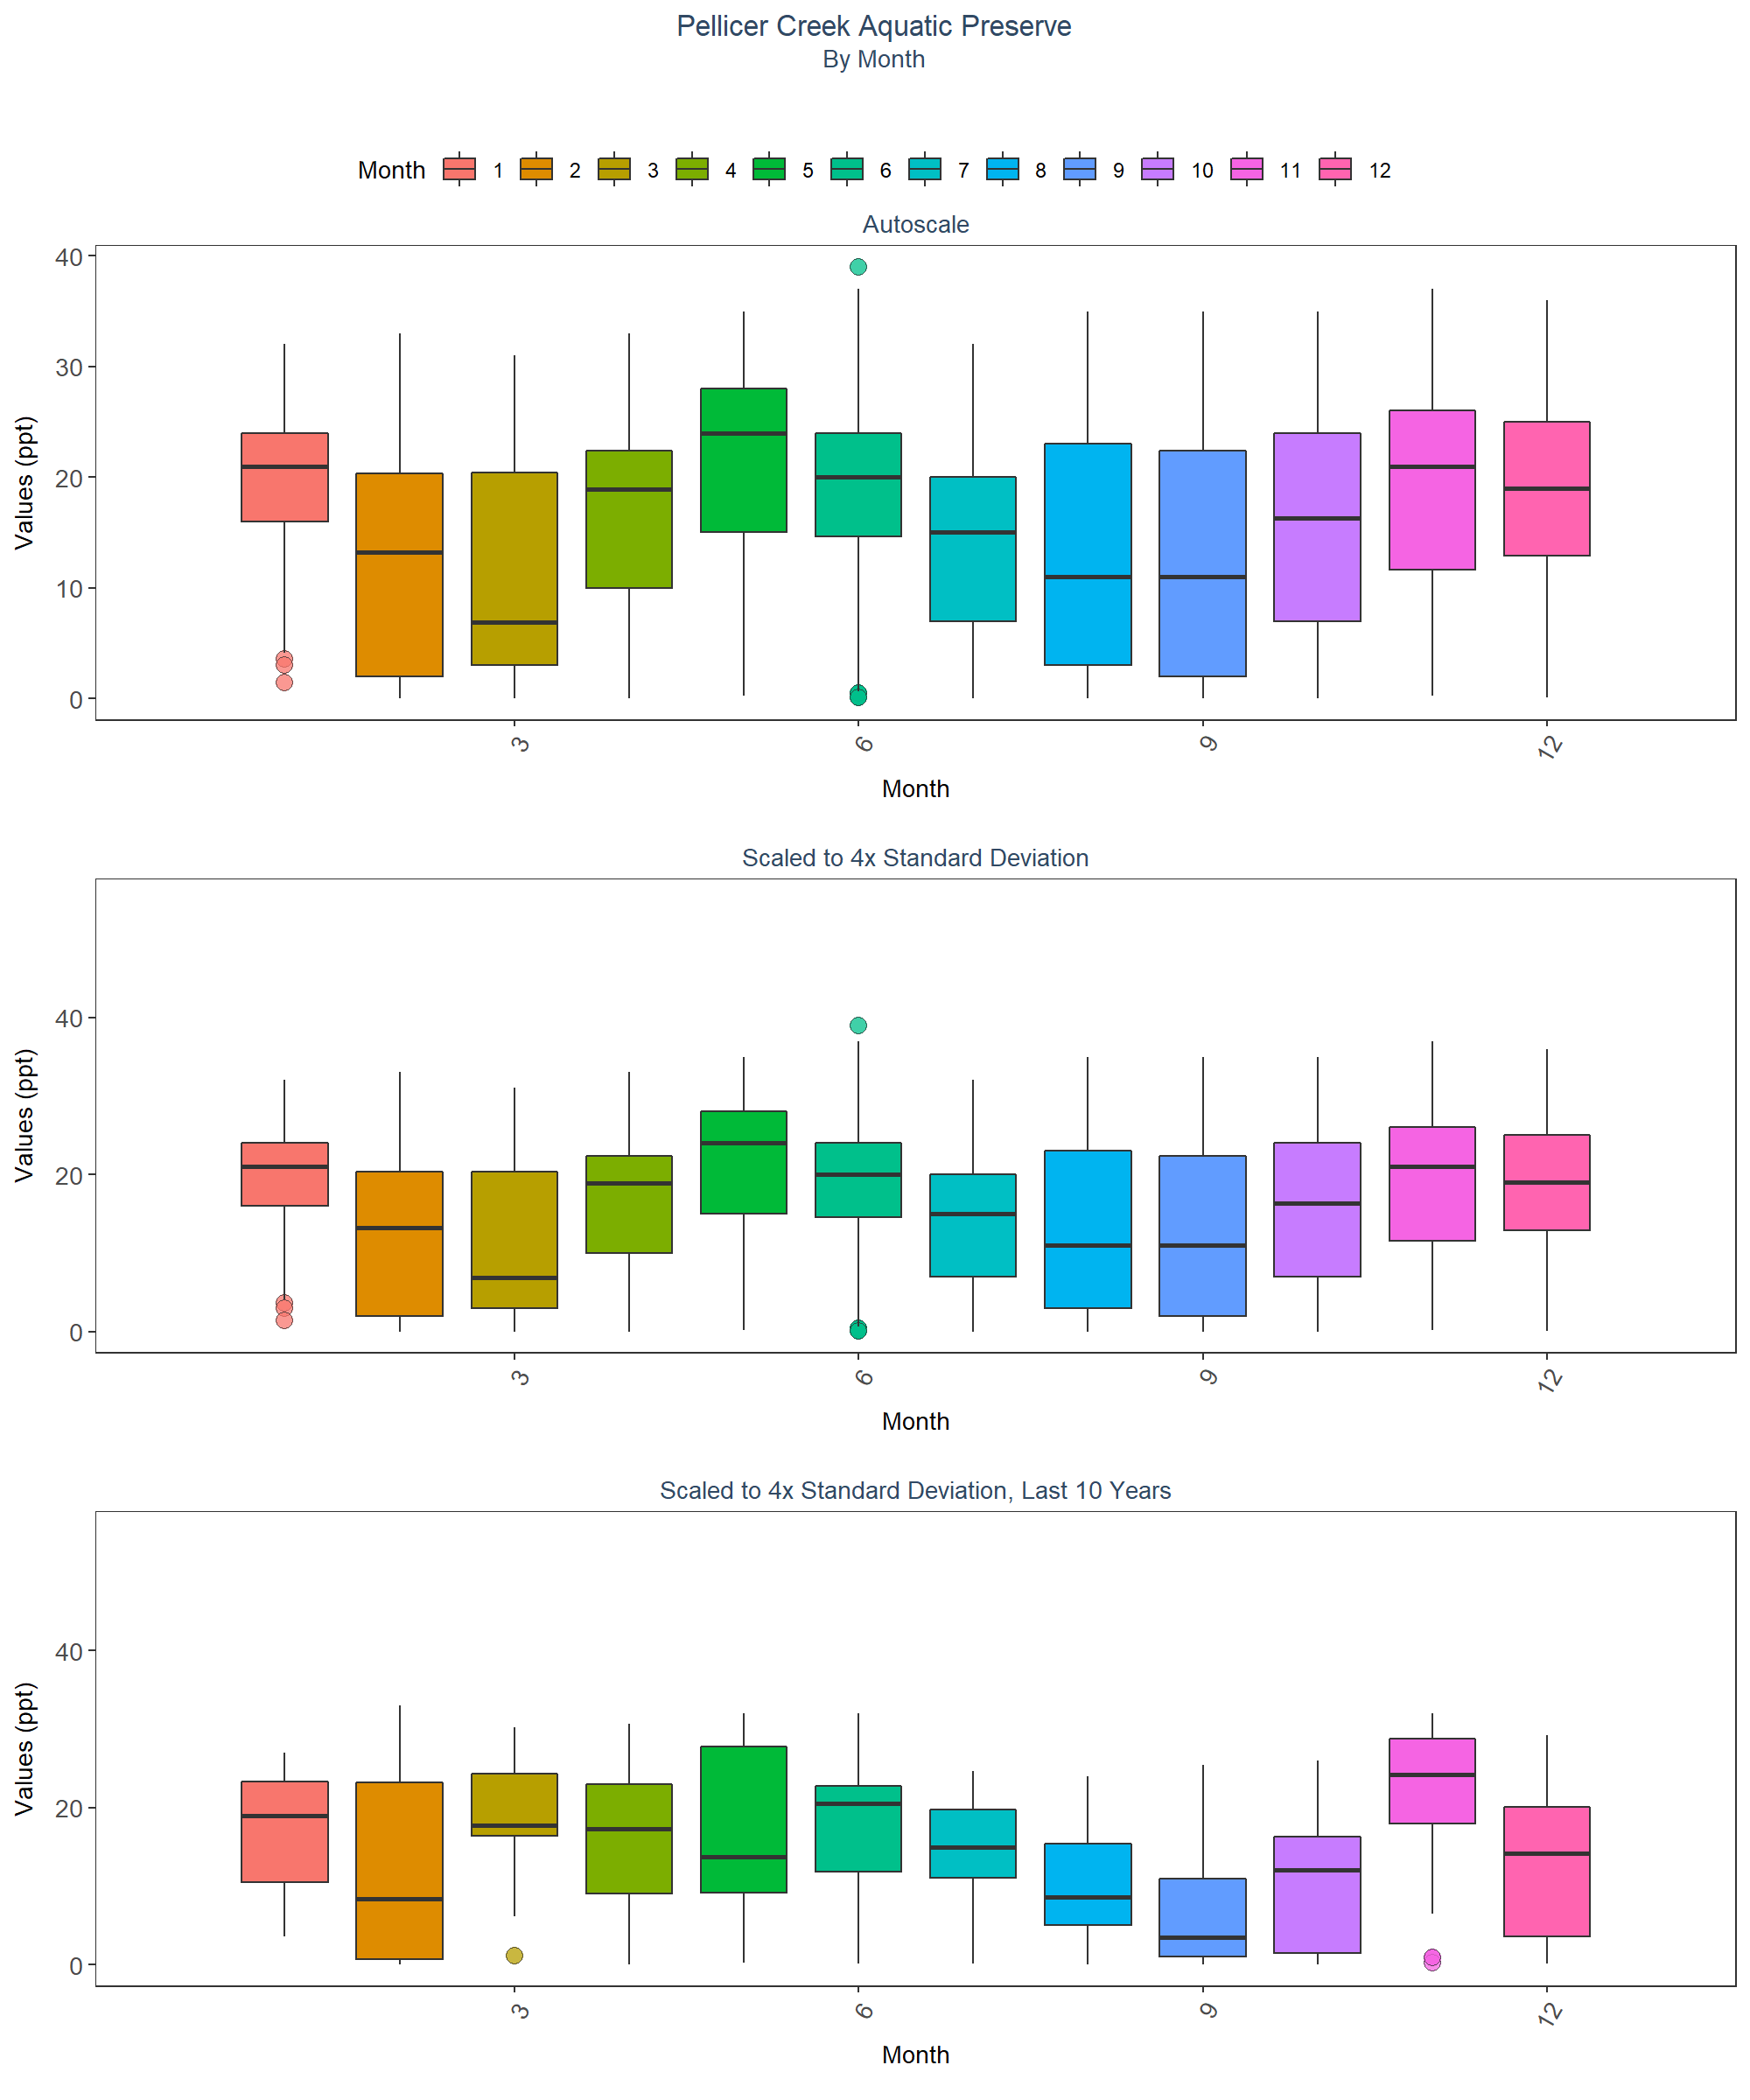 Pellicer Creek Aquatic Preserve
By Month
Month 1 2 3 4 5 6 7 8 9 10 11 12
Autoscale
Values (ppt)
40
30
20
10
0
3 6 9 12
Month
Scaled to 4x Standard Deviation
Values (ppt)
40
20
0
3 6 9 12
Month
Scaled to 4x Standard Deviation, Last 10 Years
Values (ppt)
40
20
0
3 6 9 12
Month